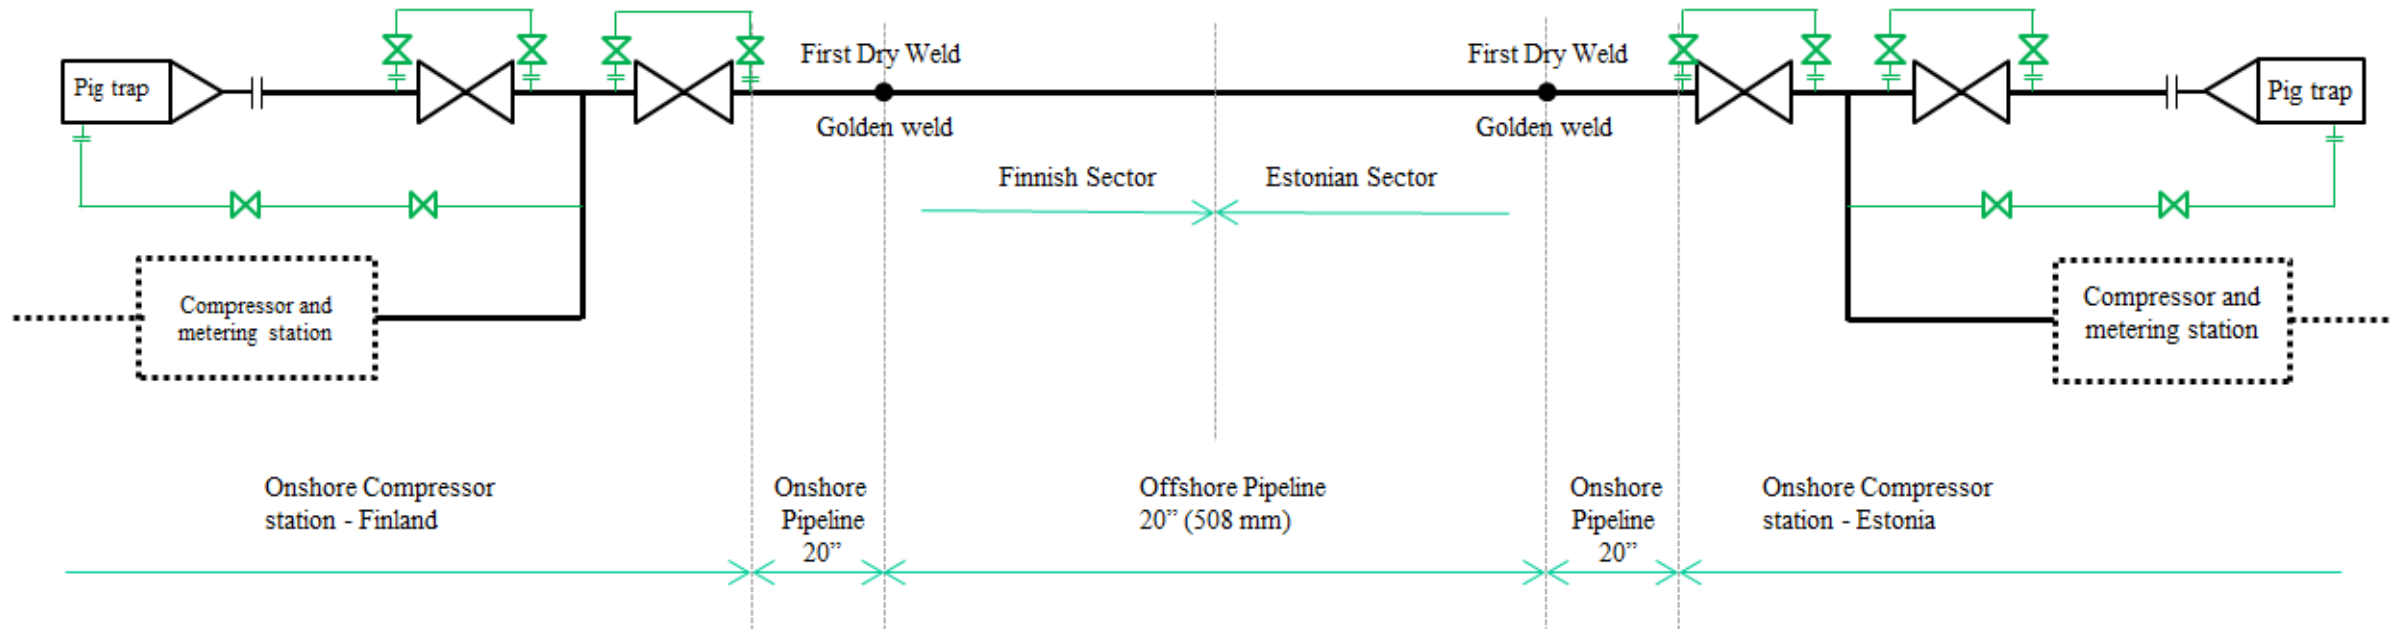 First Dry Weld
First Dry Weld
Pig trap
Pig trap
Golden weld
Golden weld
Finnish Sector
Estonian Sector
Compressor and
metering station
Compressor and
metering station
Onshore Compressor
station - Finland
Onshore
Pipeline
20”
Offshore Pipeline
20” (508 mm)
Onshore
Pipeline
20”
Onshore Compressor
station - Estonia